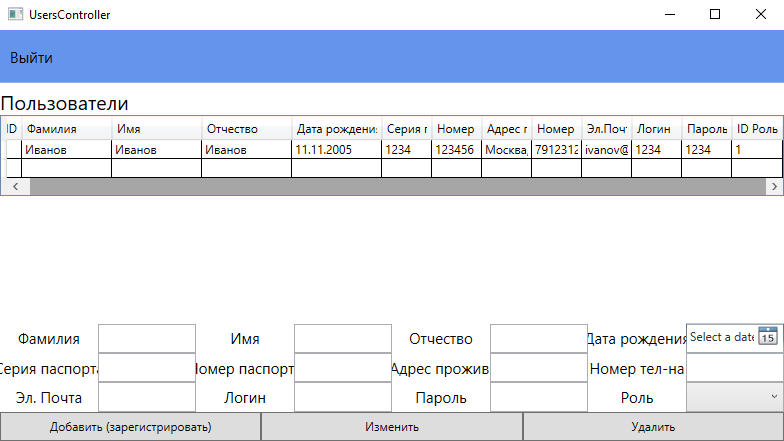 UsersController
Выйти
Пользователи
ID Фамилия Имя Отчество Дата рождени Серия Номер Адрес Номер Эл.Поч Логин Пароль ID Роль
Иванов Иванов Иванов 11.11.2005 1234 123456 Москва, 7912312 ivanov@ 1234 1234 1
Фамилия Имя Отчество Дата рождения Select a date 15
Серия паспорта Номер паспорт Адрес прожив Номер тел-на
Эл. Почта Логин Пароль Роль
Добавить (зарегистрировать) Изменить Удалить